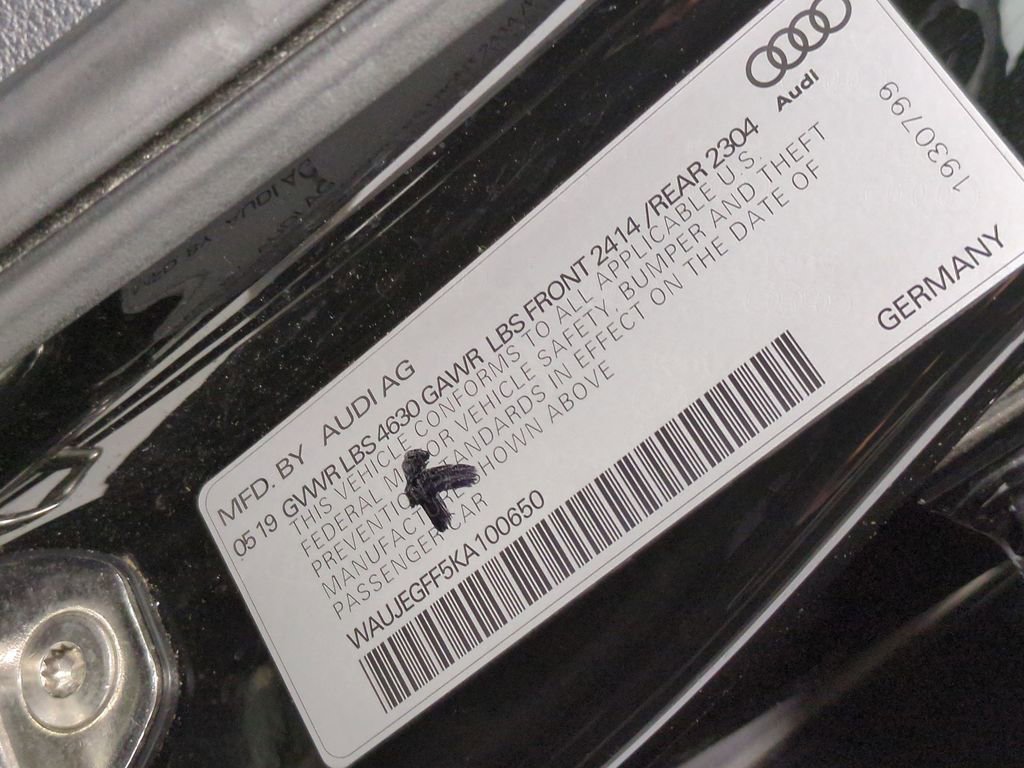 Audi
193079
MFD. BY AUDI AG
05 19 GVWR LBS 4630 GAWR LBS FRONT 2414 /REAR 2304
THIS VEHICLE CONFORMS TO ALL APPLICABLE U.S.
FEDERAL MOTOR VEHICLE SAFETY, BUMPER AND THEFT
PREVENTION STANDARDS IN EFFECT ON THE DATE OF
MANUFACTURE SHOWN ABOVE
PASSENGER CAR
WAUJEGFF5KA100650
GERMANY